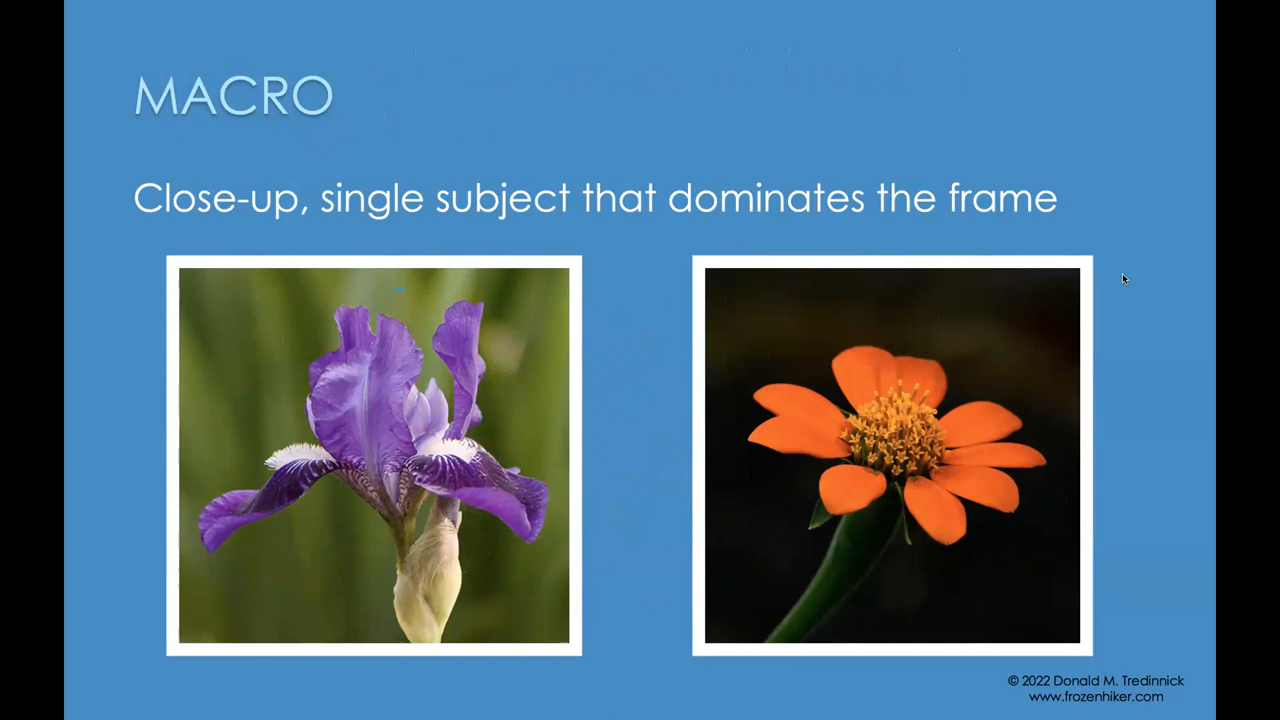 MACRO
Close-up, single subject that dominates the frame
© 2022 Donald M. Tredinnick
www.frozenhiker.com